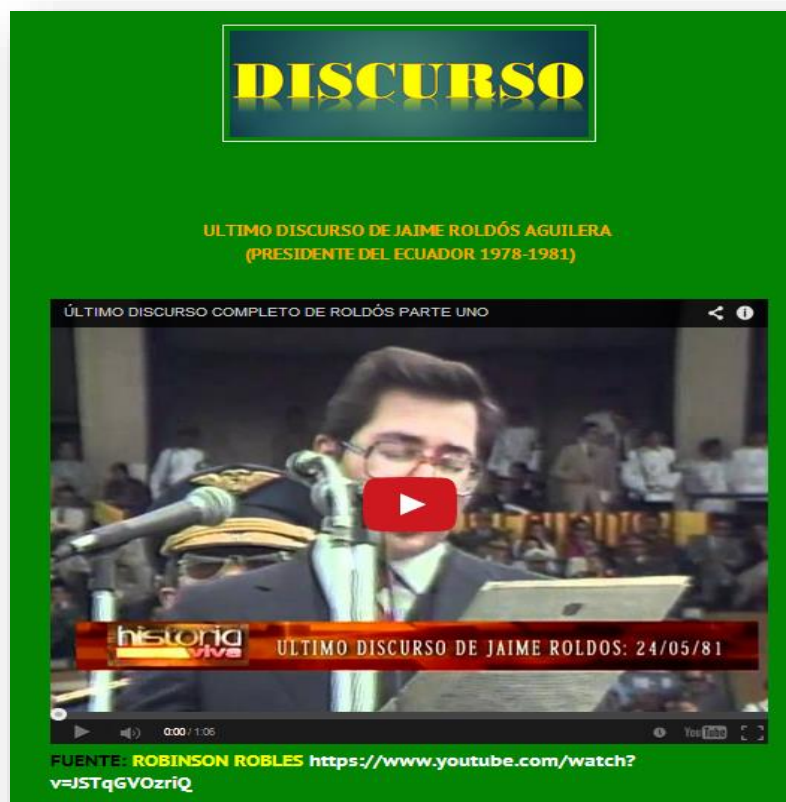 DISCURSO
ULTIMO DISCURSO DE JAIME ROLDÓS AGUILERA
(PRESIDENTE DEL ECUADOR 1978-1981)
ÚLTIMO DISCURSO COMPLETO DE ROLDÓS PARTE UNO
historia
viva
ULTIMO DISCURSO DE JAIME ROLDOS: 24/05/81
0:00 / 1:06
YouTube
FUENTE: ROBINSON ROBLES https://www.youtube.com/watch?
v=JSTqGVOzriQ